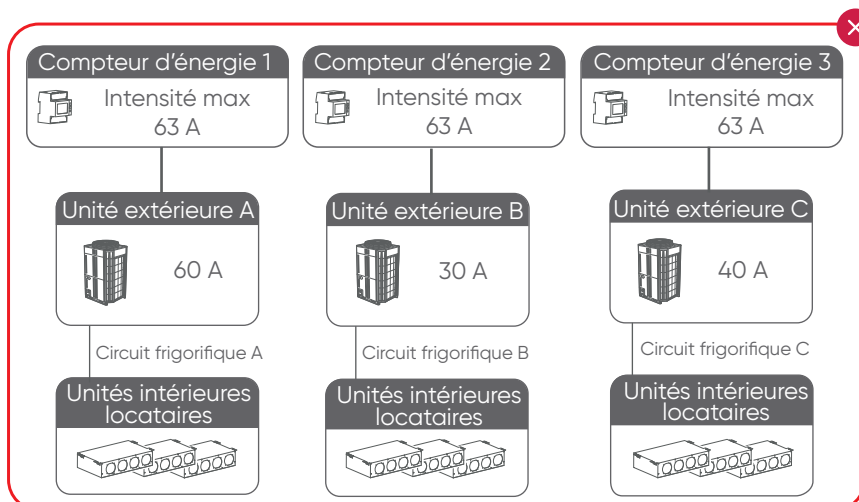 Compteur d'énergie 1
Intensité max
63 A
Unité extérieure A
60 A
Circuit frigorifique A
Unités intérieures
locataires
Compteur d'énergie 2
Intensité max
63 A
Unité extérieure B
30 A
Circuit frigorifique B
Unités intérieures
locataires
Compteur d'énergie 3
Intensité max
63 A
Unité extérieure C
40 A
Circuit frigorifique C
Unités intérieures
locataires